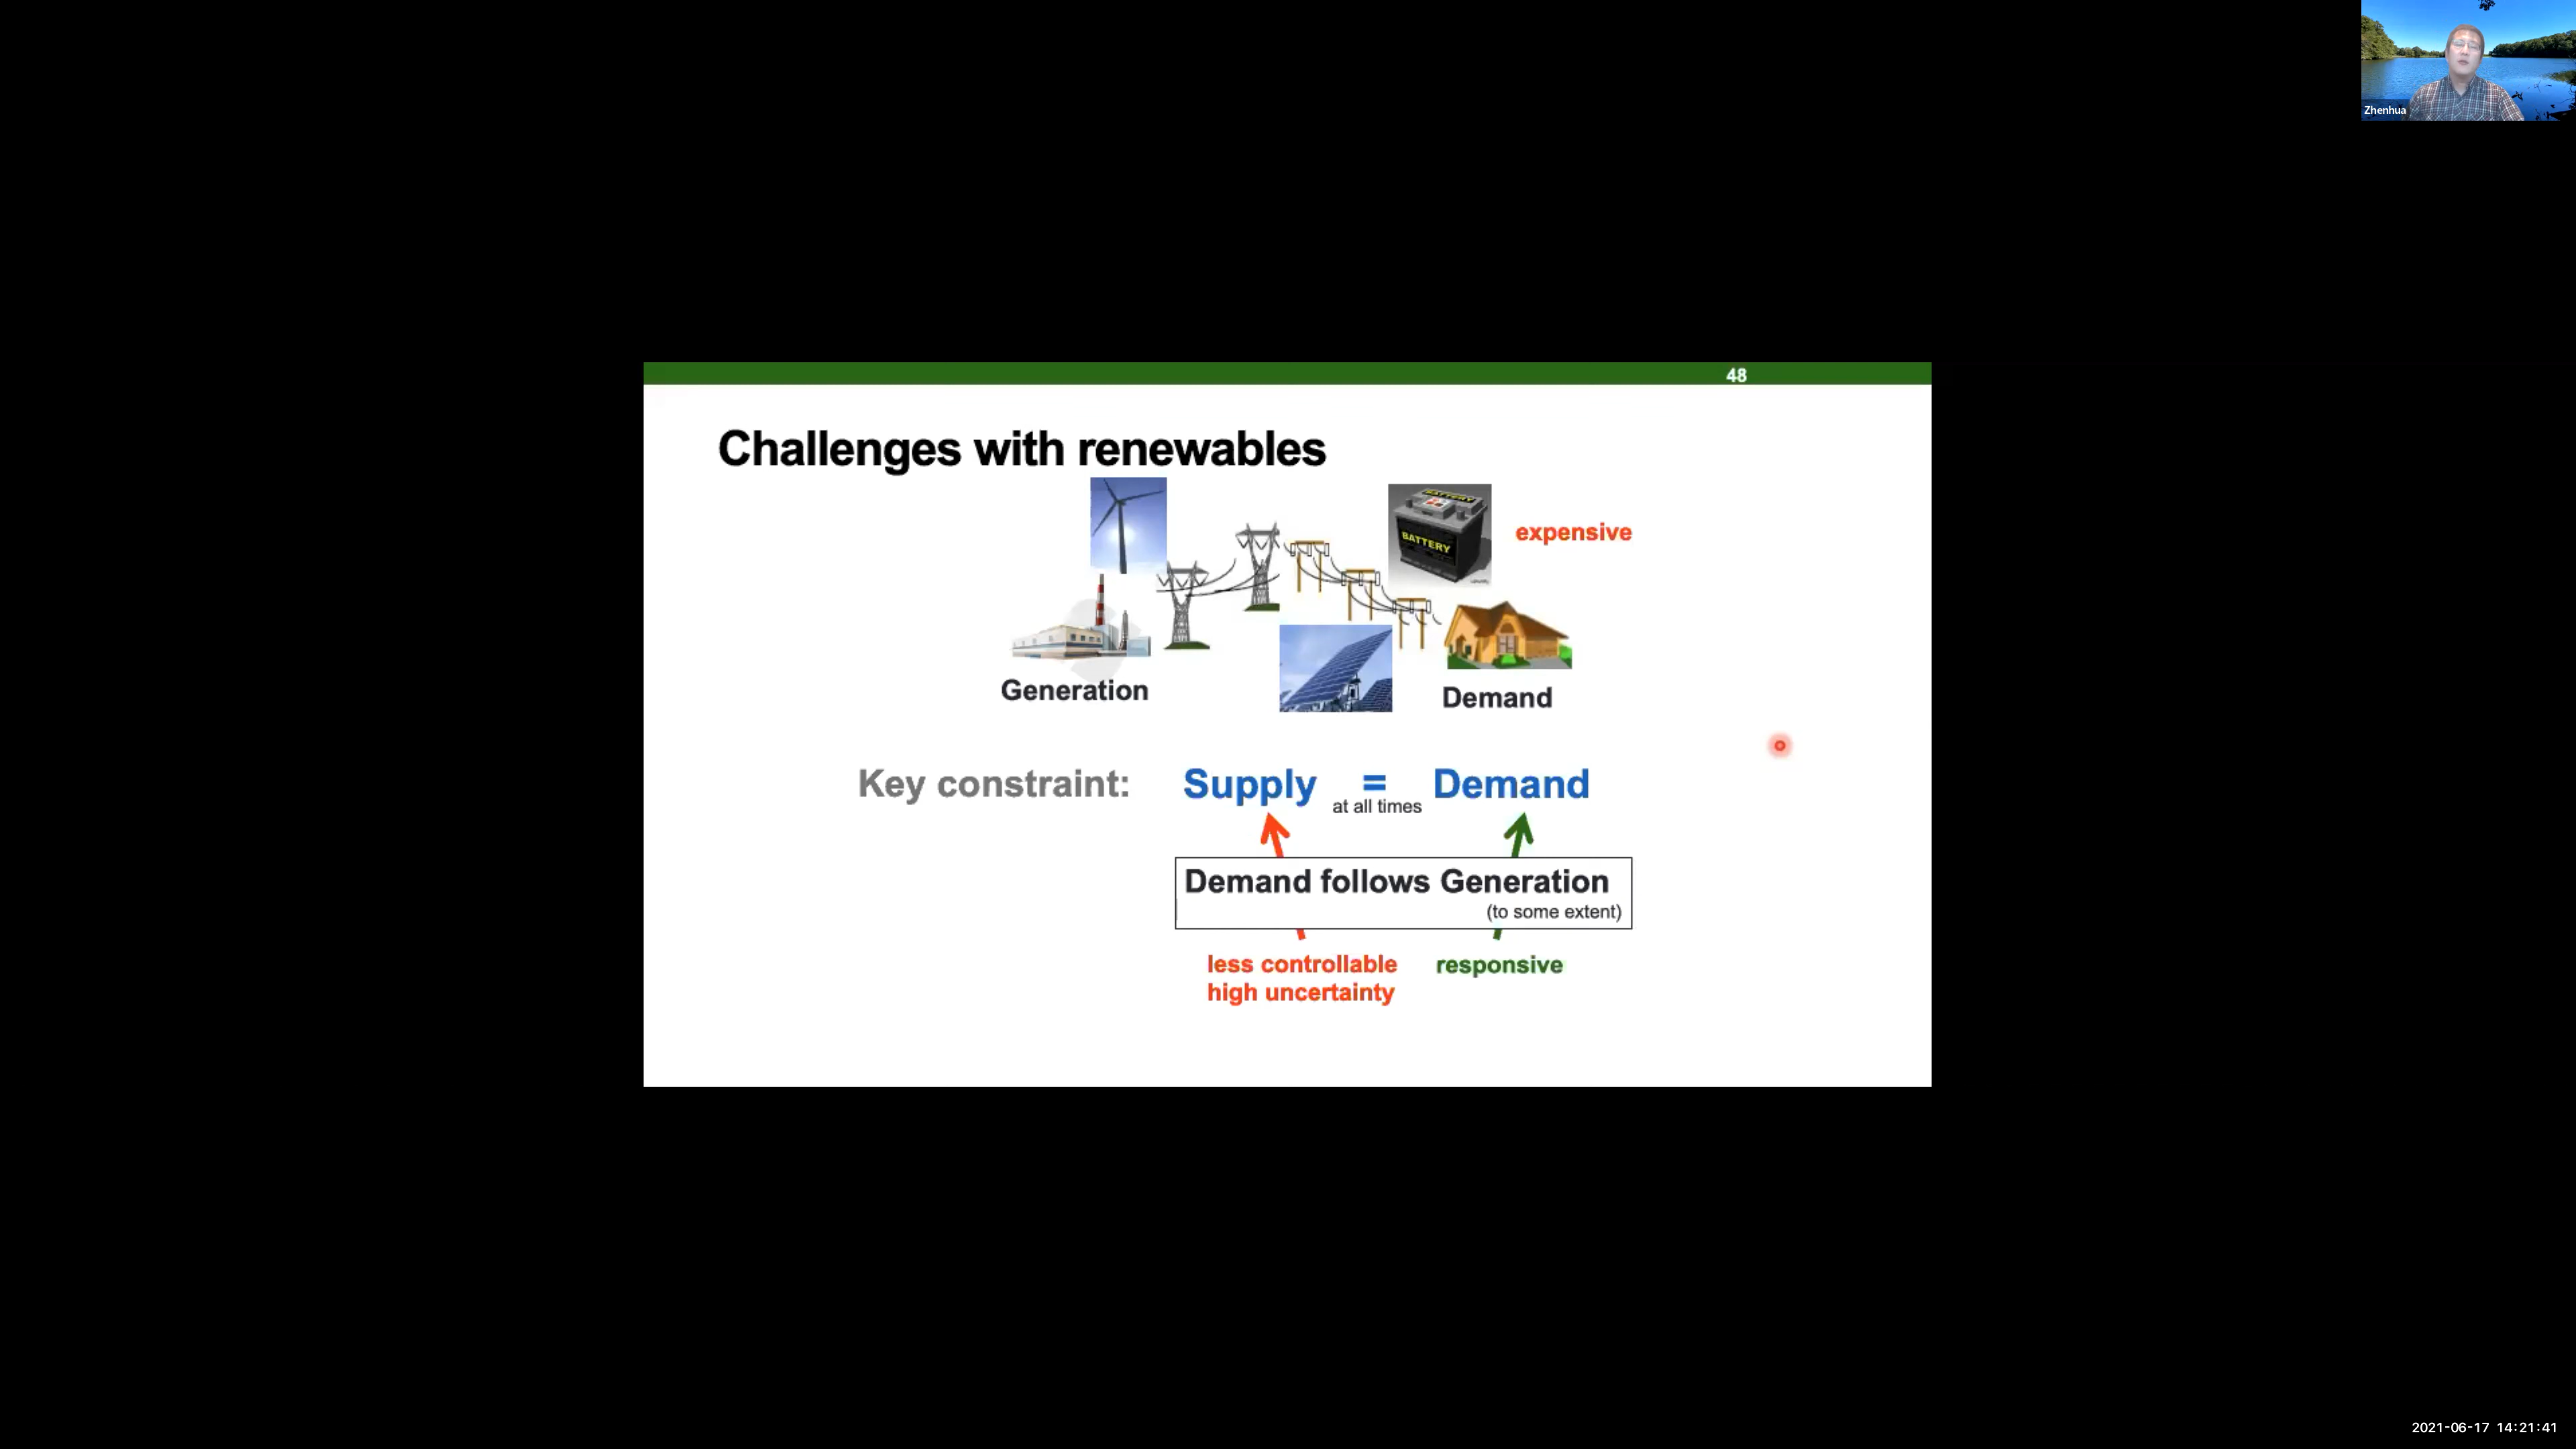 Zhenhua
48
Challenges with renewables
BATTERY
BATTERY
expensive
Generation
Demand
Key constraint: Supply = Demand
at all times
Demand follows Generation
(to some extent)
less controllable responsive
high uncertainty
2021-06-17 14:21:41